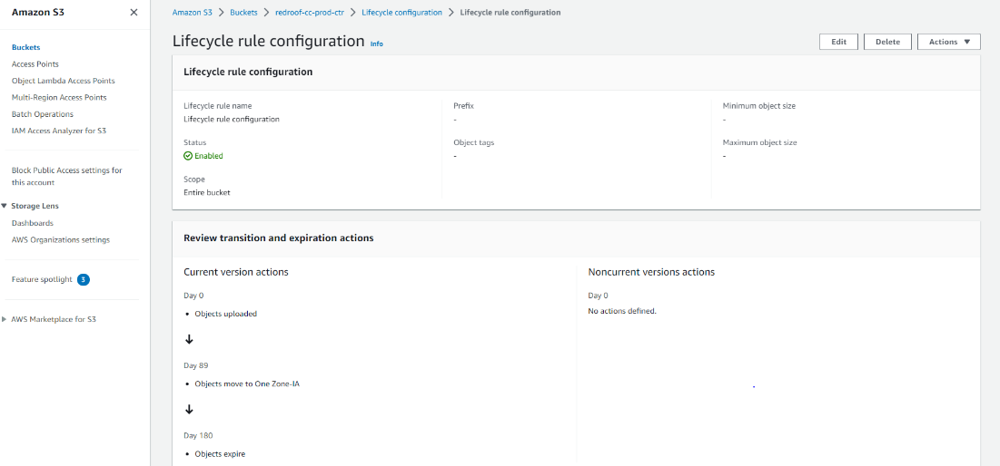 Amazon S3
Buckets
Access Points
Object Lambda Access Points
Multi-Region Access Points
Batch Operations
IAM Access Analyzer for S3
Block Public Access settings for
this account
Storage Lens
Dashboards
AWS Organizations settings
Feature spotlight 3
AWS Marketplace for S3
Amazon S3 > Buckets > redroof-cc-prod-ctr > Lifecycle configuration > Lifecycle rule configuration
Lifecycle rule configuration Info
Edit Delete Actions
Lifecycle rule configuration
Lifecycle rule name
Lifecycle rule configuration
Status
Enabled
Scope
Entire bucket
Prefix
-
Object tags
-
Minimum object size
-
Maximum object size
-
Review transition and expiration actions
Current version actions
Day 0
• Objects uploaded
↓
Day 89
• Objects move to One Zone-IA
↓
Day 180
• Objects expire
Noncurrent versions actions
Day 0
No actions defined.